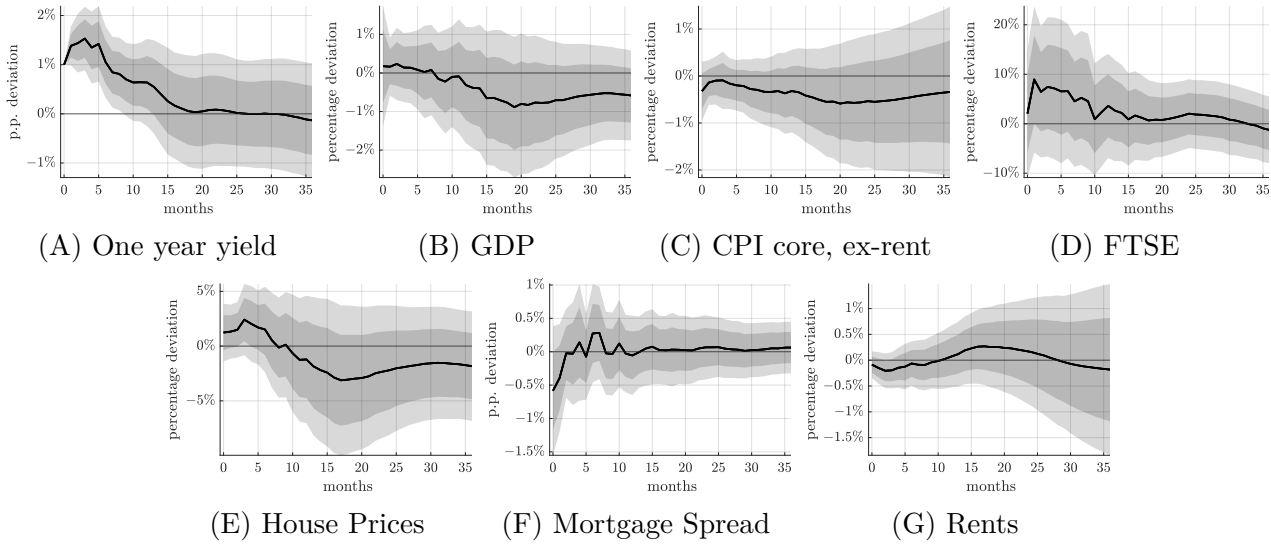 2%
1%
0%
−1%
p.p. deviation
0 5 10 15 20 25 30 35
months
(A) One year yield
1%
0%
−1%
−2%
percentage deviation
0 5 10 15 20 25 30 35
months
(B) GDP
1%
0%
−1%
−2%
percentage deviation
0 5 10 15 20 25 30 35
months
(C) CPI core, ex-rent
20%
10%
0%
−10%
percentage deviation
0 5 10 15 20 25 30 35
months
(D) FTSE
5%
0%
−5%
percentage deviation
0 5 10 15 20 25 30 35
months
(E) House Prices
1%
0.5%
0%
−0.5%
−1%
−1.5%
p.p. deviation
0 5 10 15 20 25 30 35
months
(F) Mortgage Spread
1%
0.5%
0%
−0.5%
−1%
−1.5%
percentage deviation
0 5 10 15 20 25 30 35
months
(G) Rents